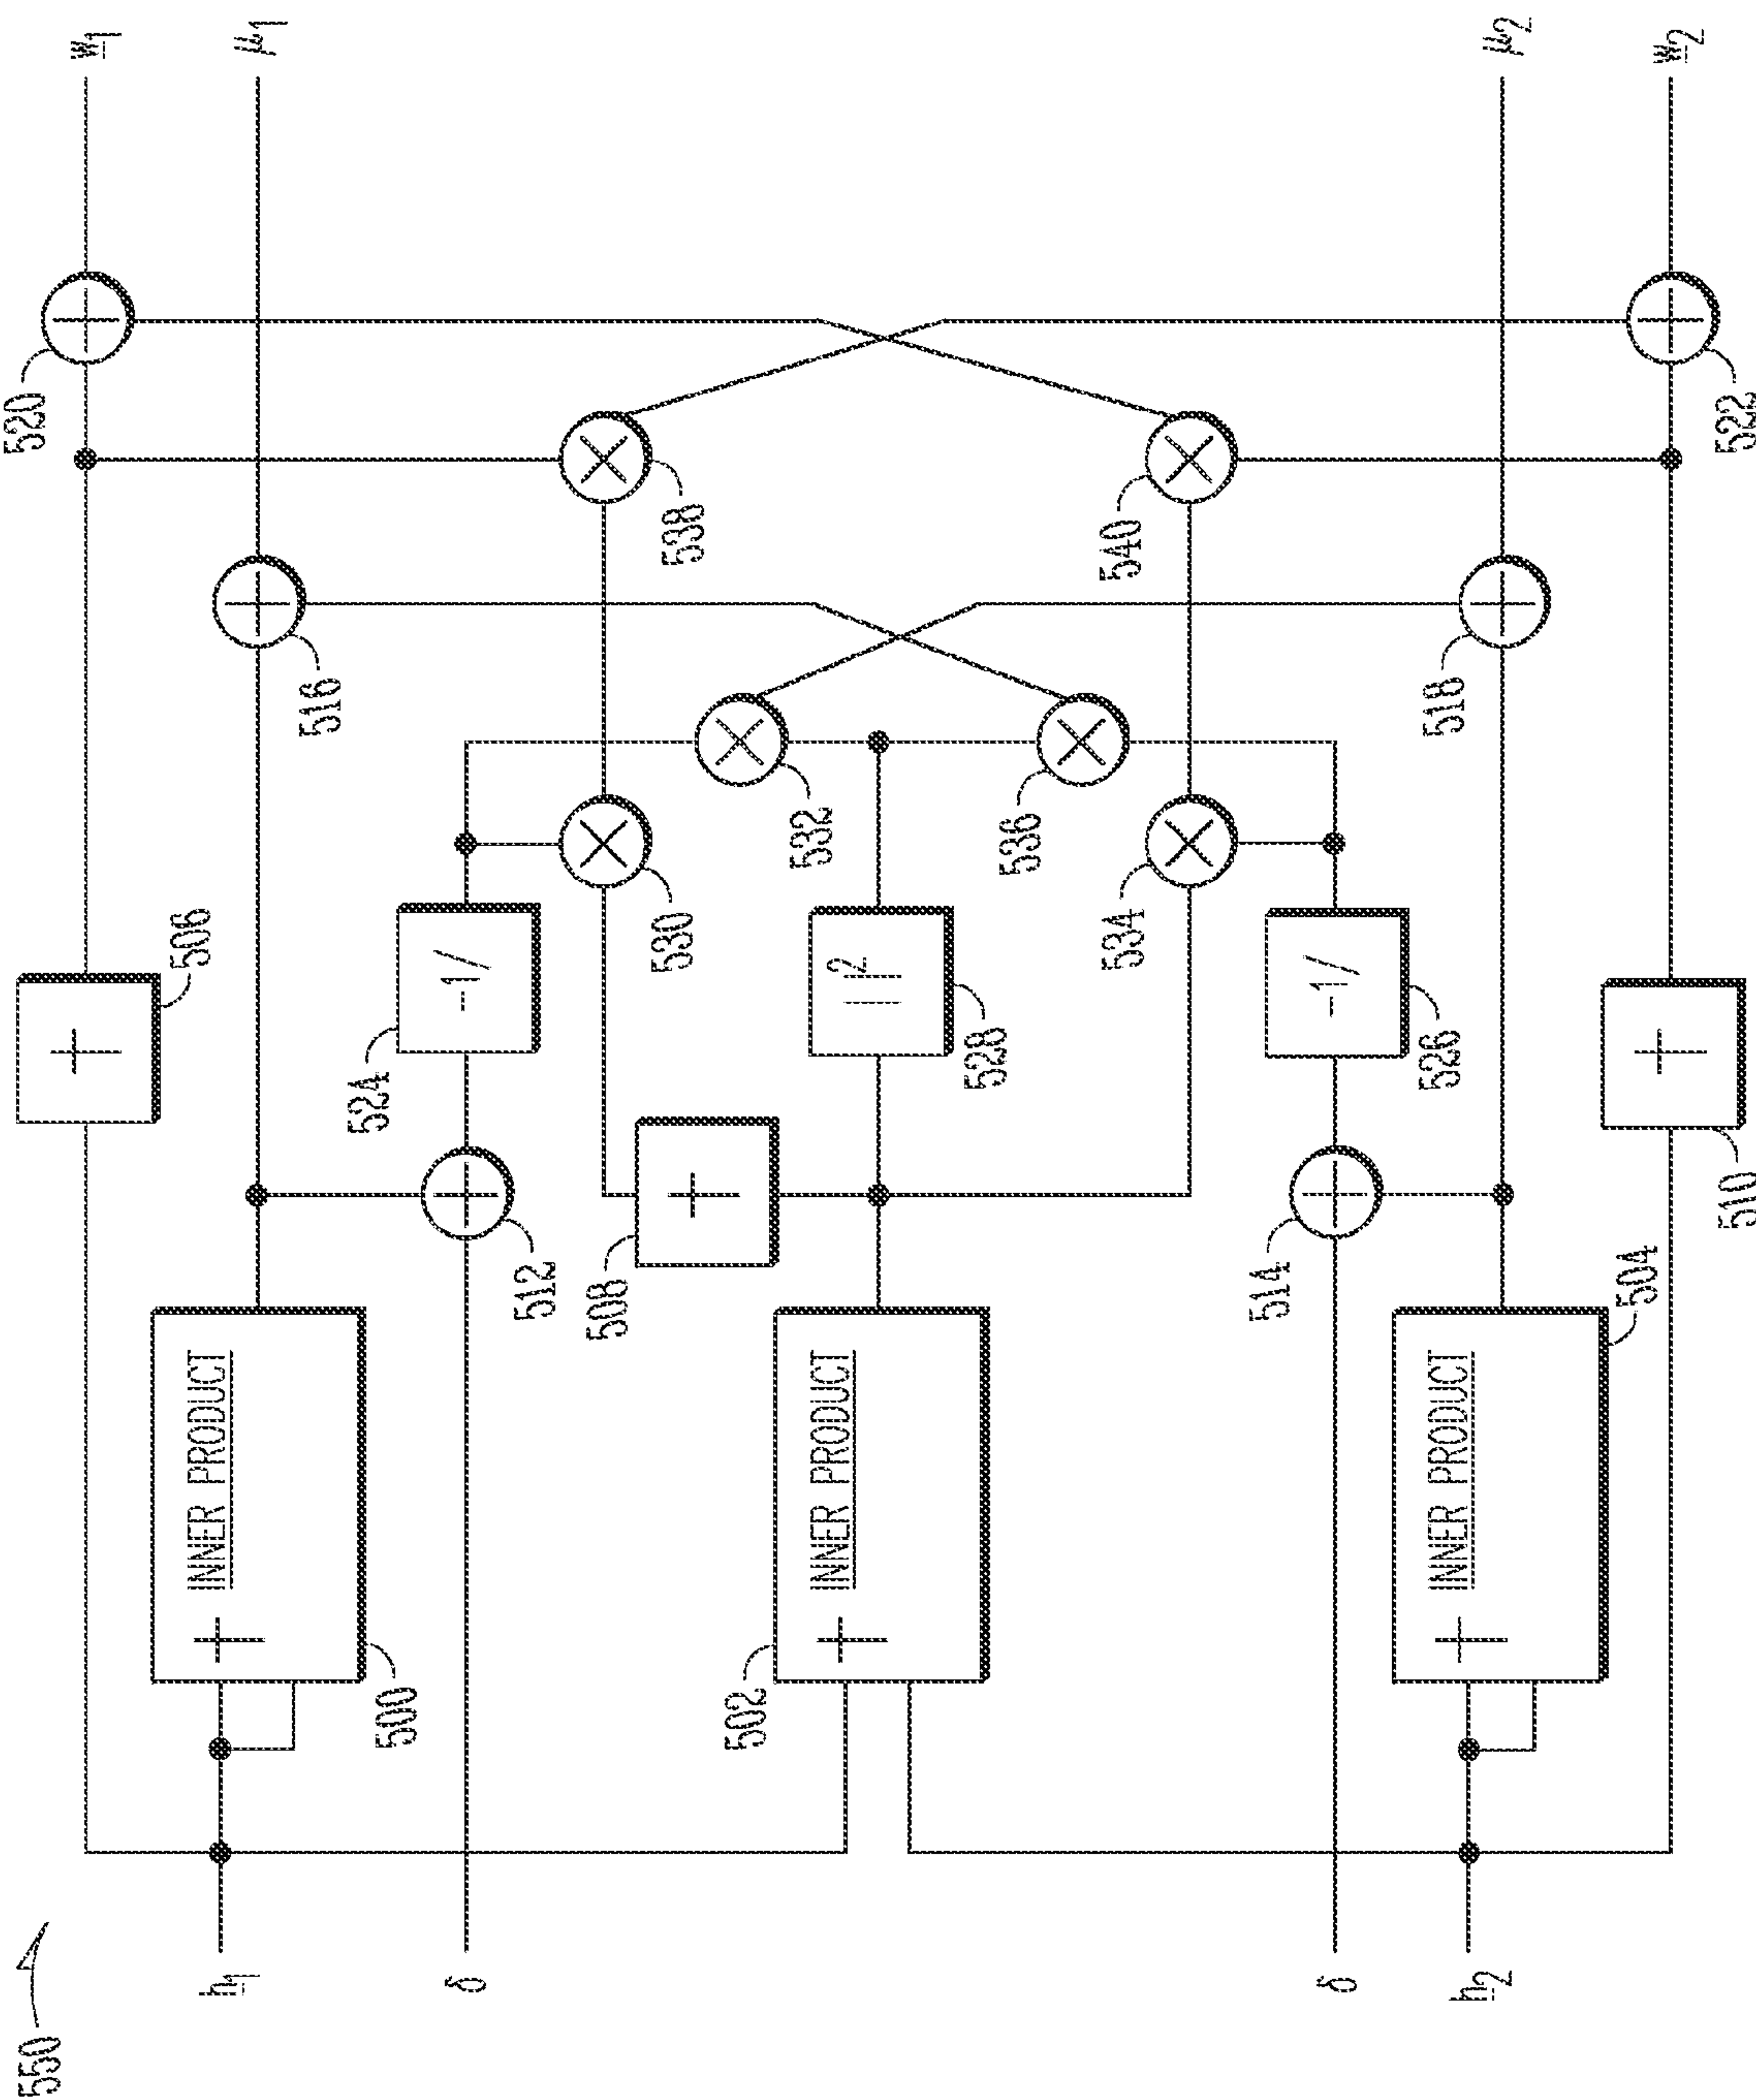 550
h₁
δ
δ
h₂
500
502
504
INNER PRODUCT
INNER PRODUCT
INNER PRODUCT
512
508
514
510
524
-1/
506
528
| |²
526
-1/
530
532
536
534
516
518
538
540
520
522
w₁
μ₁
μ₂
w₂